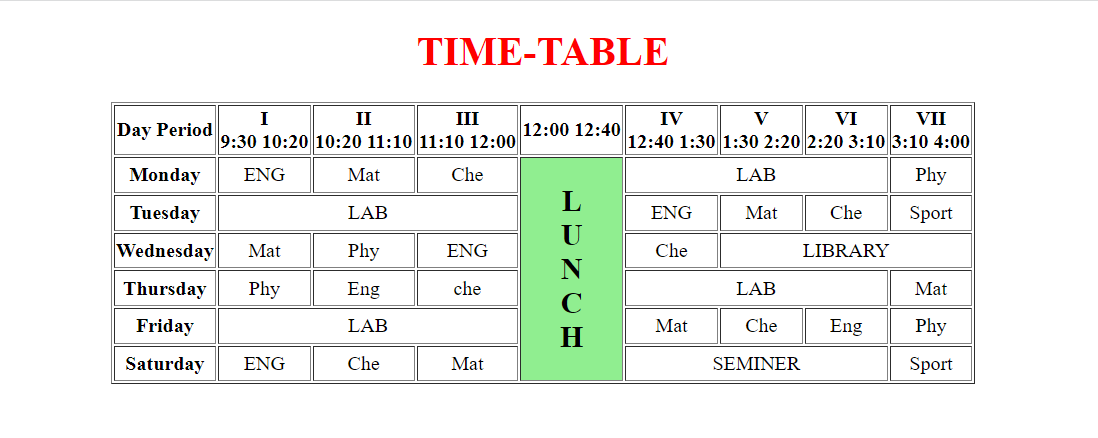 TIME-TABLE
Day Period I II III 12:00 12:40 IV V VI VII
9:30 10:20 10:20 11:10 11:10 12:00 12:40 1:30 1:30 2:20 2:20 3:10 3:10 4:00
Monday ENG Mat Che LAB Phy
Tuesday LAB ENG Mat Che Sport
Wednesday Mat Phy ENG Che LIBRARY
Thursday Phy Eng che LAB Mat
Friday LAB Mat Che Eng Phy
Saturday ENG Che Mat SEMINER Sport
L
U
N
C
H